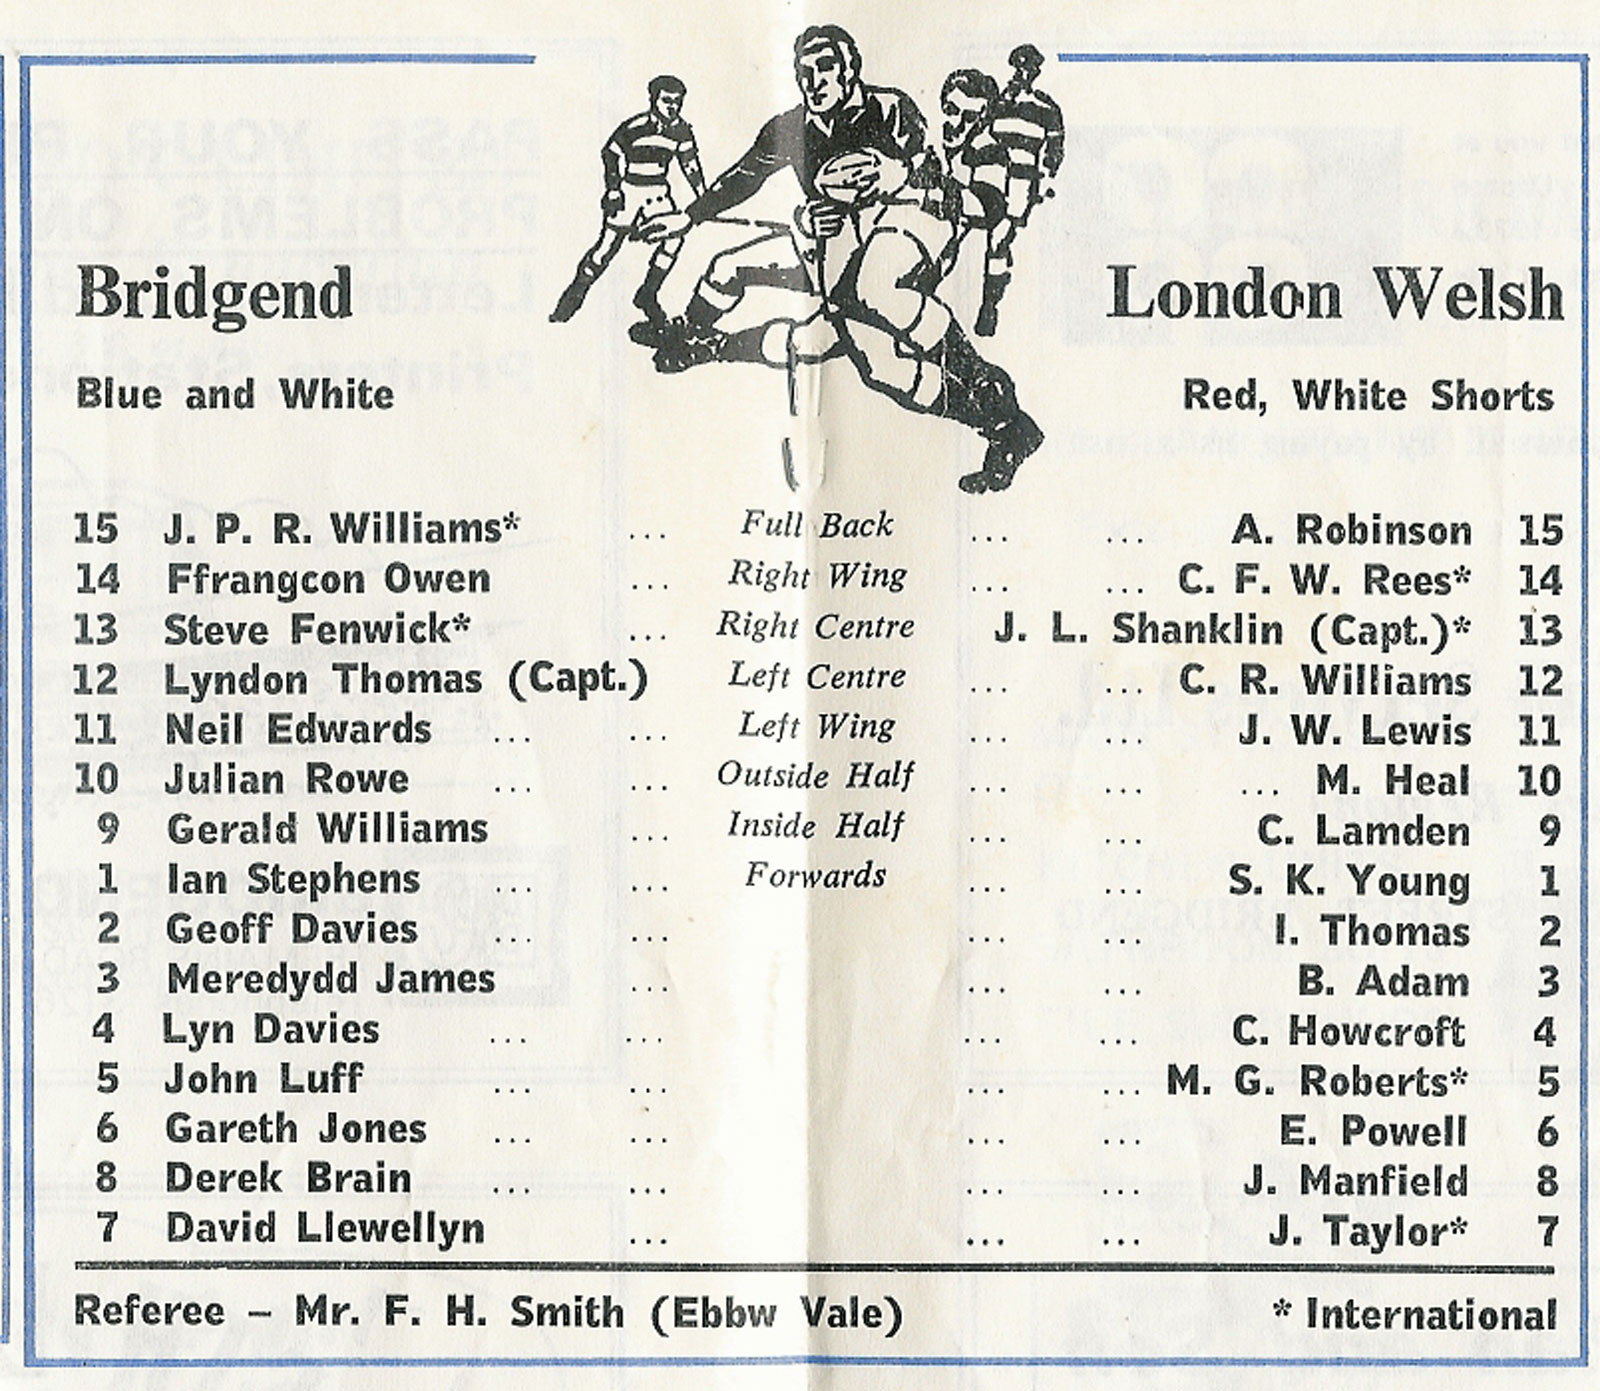 Bridgend London Welsh
Blue and White Red, White Shorts
15 J. P. R. Williams* ... Full Back ... ... A. Robinson 15
14 Ffrangcon Owen ... Right Wing ... ... C. F. W. Rees* 14
13 Steve Fenwick* ... Right Centre J. L. Shanklin (Capt.)* 13
12 Lyndon Thomas (Capt.) Left Centre ... ... C. R. Williams 12
11 Neil Edwards ... ... Left Wing ... ... J. W. Lewis 11
10 Julian Rowe ... ... Outside Half ... ... ... M. Heal 10
9 Gerald Williams ... Inside Half ... ... C. Lamden 9
1 Ian Stephens ... ... Forwards ... ... S. K. Young 1
2 Geoff Davies ... ... ... ... I. Thomas 2
3 Meredydd James ... ... ... B. Adam 3
4 Lyn Davies ... ... ... ... C. Howcroft 4
5 John Luff ... ... ... ... M. G. Roberts* 5
6 Gareth Jones ... ... ... ... E. Powell 6
8 Derek Brain ... ... ... ... J. Manfield 8
7 David Llewellyn ... ... ... J. Taylor* 7
Referee – Mr. F. H. Smith (Ebbw Vale) * International